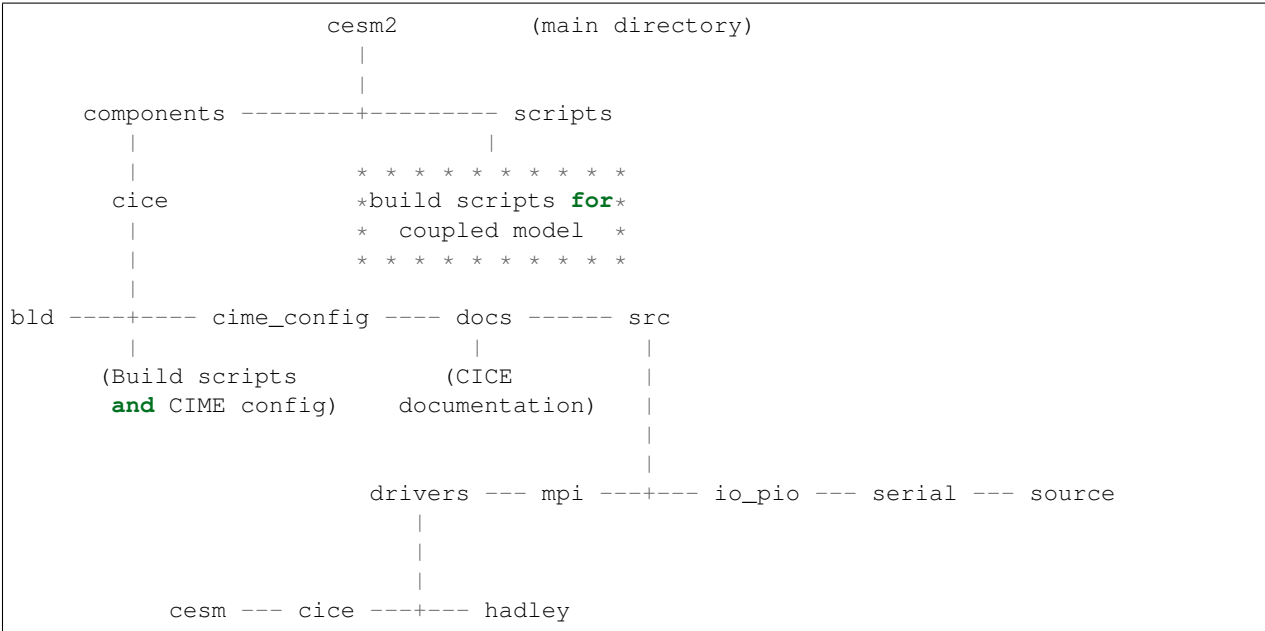 cesm2 (main directory)
|
|
components --------+--------- scripts
| |
| * * * * * * * * * *
cice *build scripts for*
| * coupled model *
| * * * * * * * * * *
|
bld ----+---- cime_config ---- docs ------ src
| | |
(Build scripts (CICE |
and CIME config) documentation) |
|
|
drivers --- mpi ---+--- io_pio --- serial --- source
|
|
|
cesm --- cice ---+--- hadley